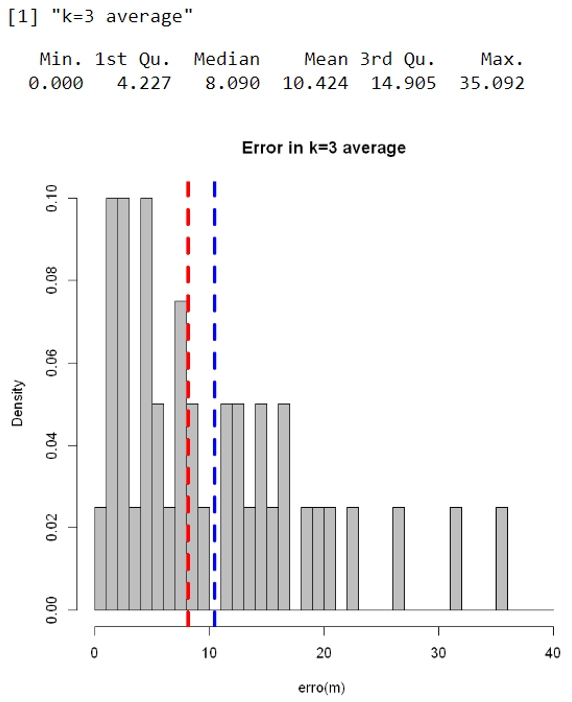 [1] "k=3 average"
Min. 1st Qu. Median Mean 3rd Qu. Max.
0.000 4.227 8.090 10.424 14.905 35.092
Error in k=3 average
0.10
0.08
0.06
0.04
0.02
0.00
Density
0 10 20 30 40
erro(m)